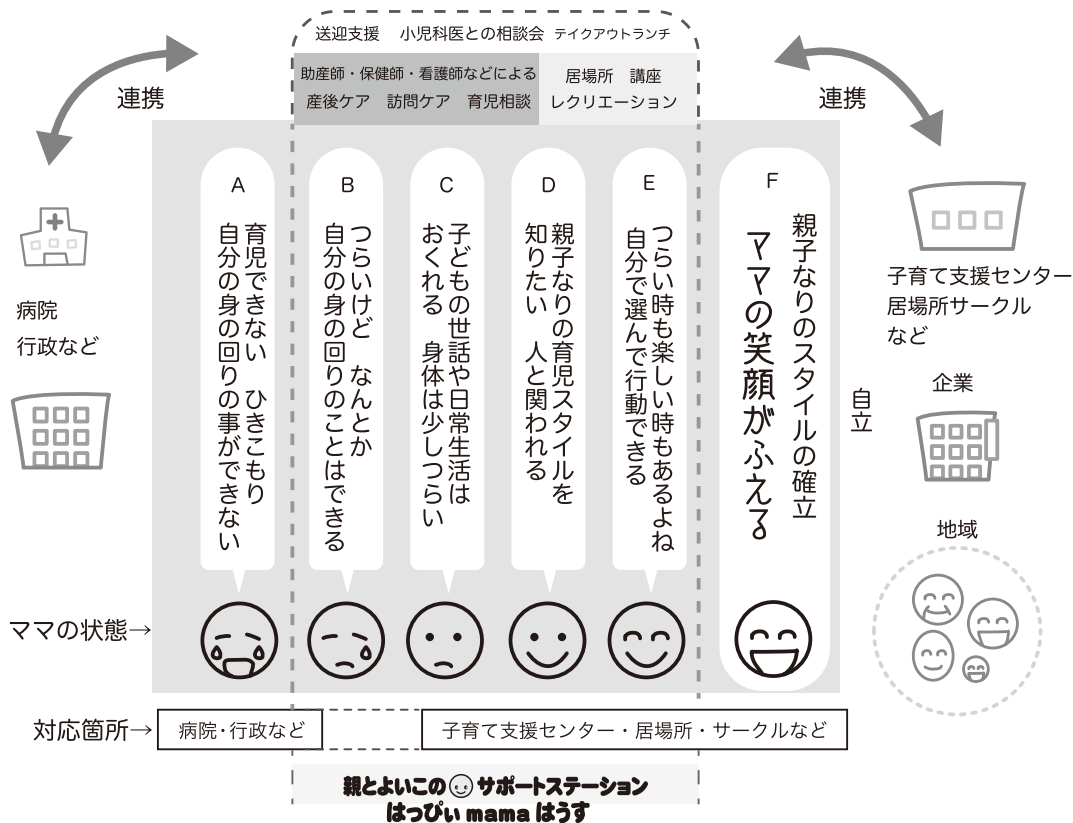 送迎支援　小児科医との相談会　テイクアウトランチ
助産師・保健師・看護師などによる
産後ケア　訪問ケア　育児相談
居場所　講座
レクリエーション
連携
連携
病院
行政など
A
育児できない　ひきこもり
自分の身の回りの事ができない
B
つらいけど　なんとか
自分の身の回りのことはできる
C
子どもの世話や日常生活は
おくれる　身体は少しつらい
D
親子なりの育児スタイルを
知りたい　人と関われる
E
つらい時も楽しい時もあるよね
自分で選んで行動できる
F
親子なりのスタイルの確立
ママの笑顔がふえる
自立
子育て支援センター
居場所サークル
など
企業
地域
ママの状態→
対応箇所→
病院・行政など
子育て支援センター・居場所・サークルなど
親とよいこのサポートステーション
はっぴぃ mama はうす